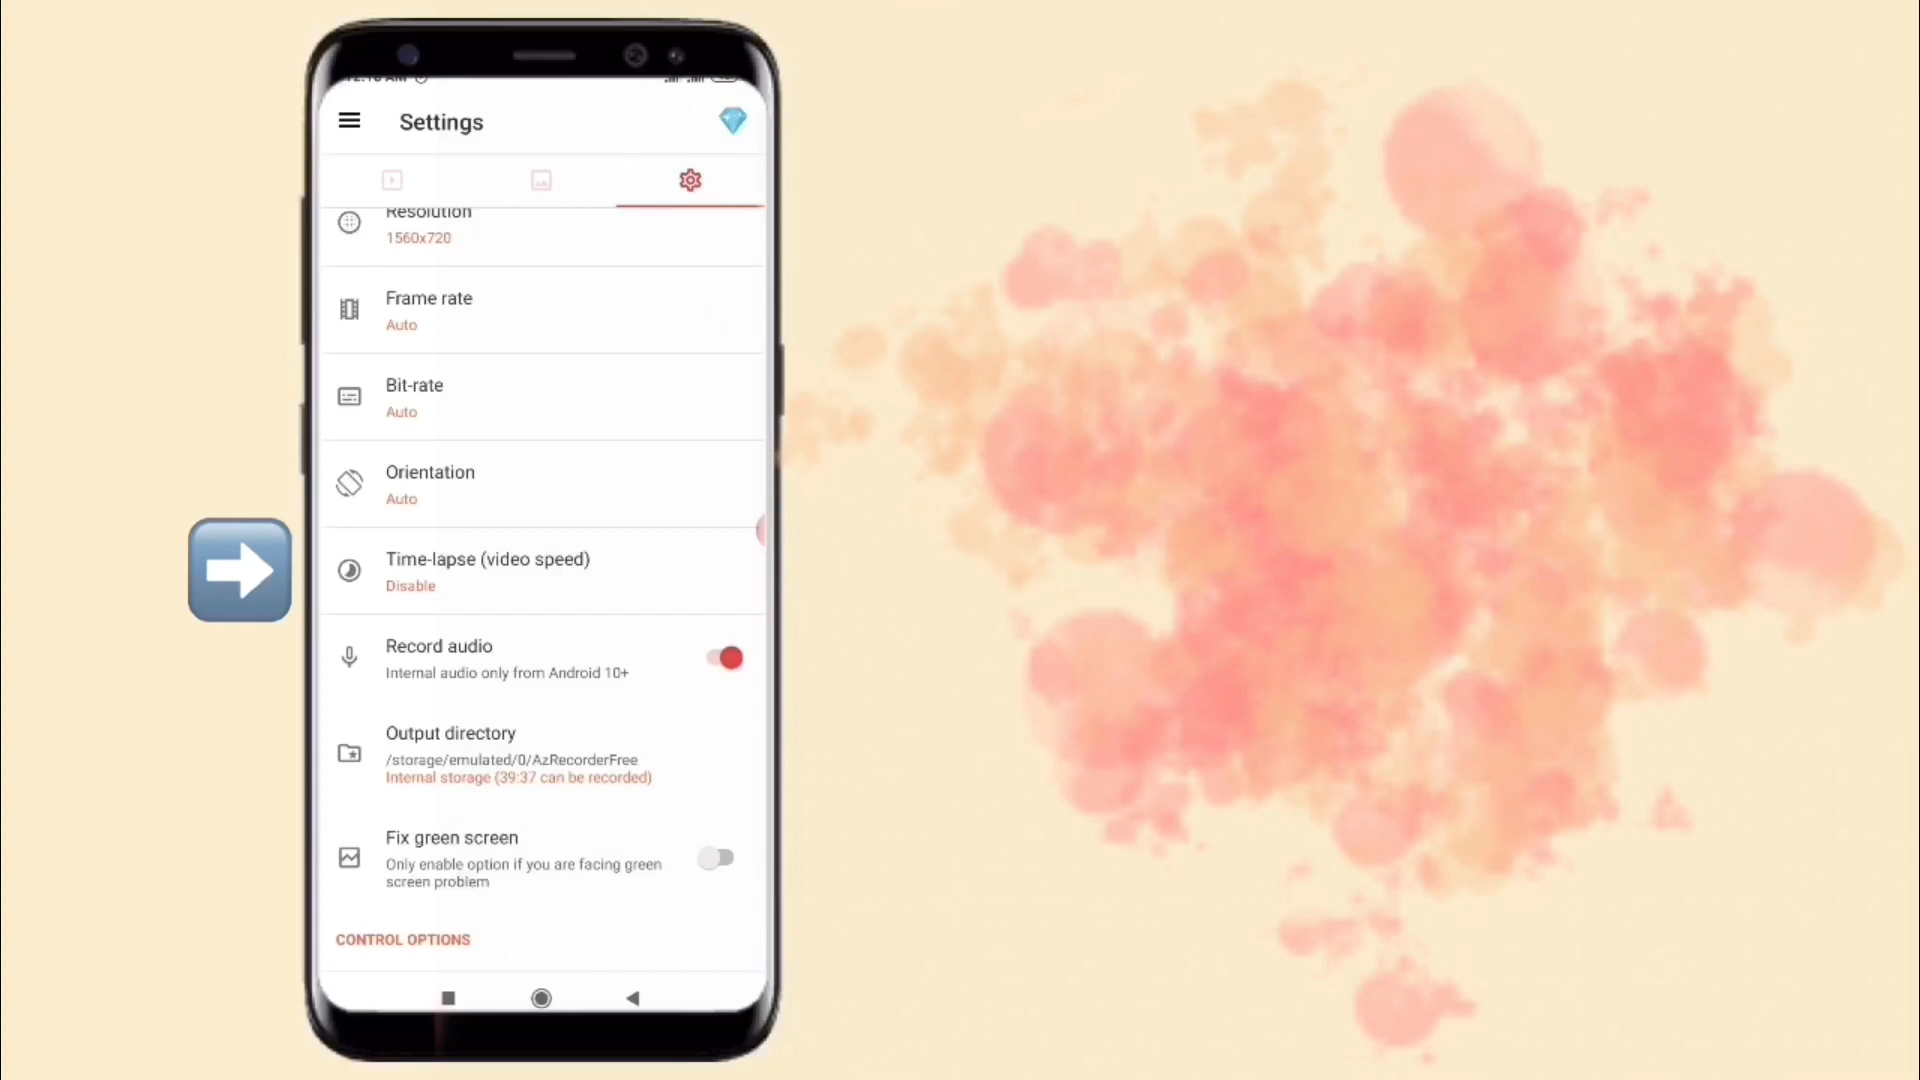 Settings
Resolution
1560x720
Frame rate
Auto
Bit-rate
Auto
Orientation
Auto
Time-lapse (video speed)
Disable
Record audio
Internal audio only from Android 10+
Output directory
/storage/emulated/0/AzRecorderFree
Internal storage (39:37 can be recorded)
Fix green screen
Only enable option if you are facing green
screen problem
CONTROL OPTIONS